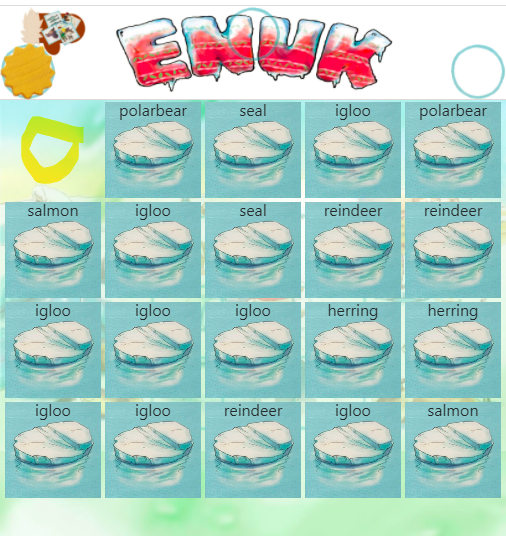 ENUK
polarbear seal igloo polarbear
salmon igloo seal reindeer reindeer
igloo igloo igloo herring herring
igloo igloo reindeer igloo salmon